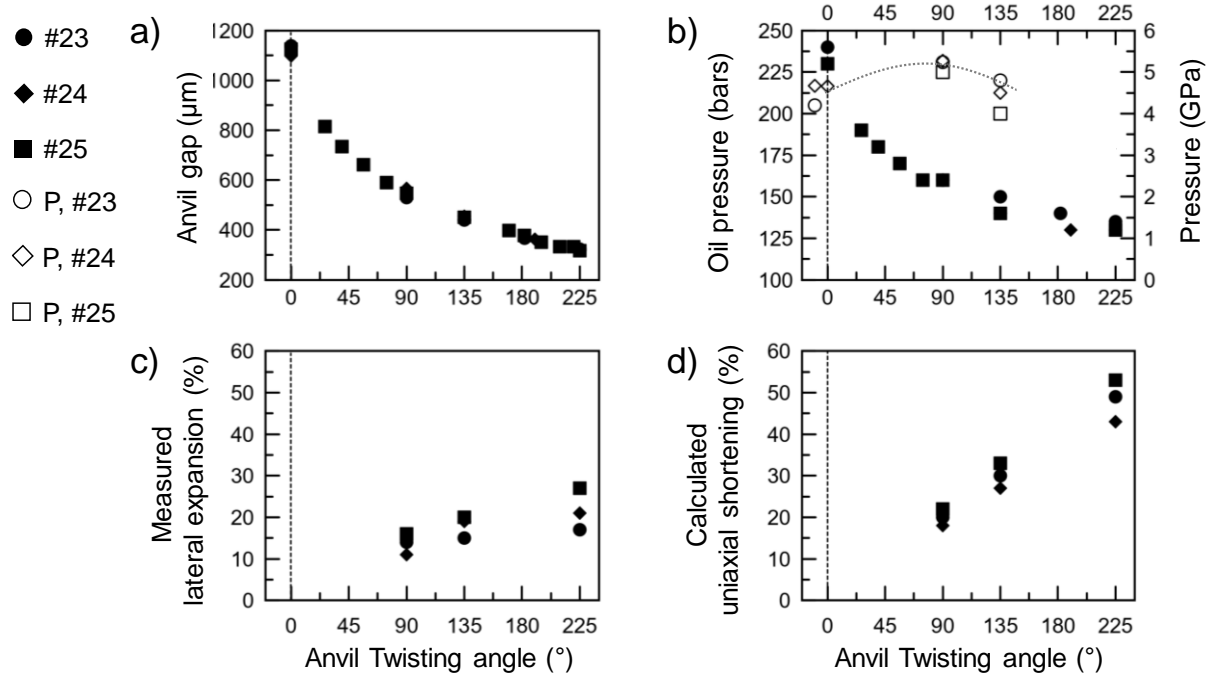 #23
#24
#25
P, #23
P, #24
P, #25
a)
1200
1000
800
600
400
200
Anvil gap (μm)
0 45 90 135 180 225
b)
0 45 90 135 180 225
250
225
200
175
150
125
100
Oil pressure (bars)
6
5
4
3
2
1
0
Pressure (GPa)
0 45 90 135 180 225
c)
60
50
40
30
20
10
0
Measured
lateral expansion (%)
0 45 90 135 180 225
Anvil Twisting angle (°)
d)
60
50
40
30
20
10
0
Calculated
uniaxial shortening (%)
0 45 90 135 180 225
Anvil Twisting angle (°)